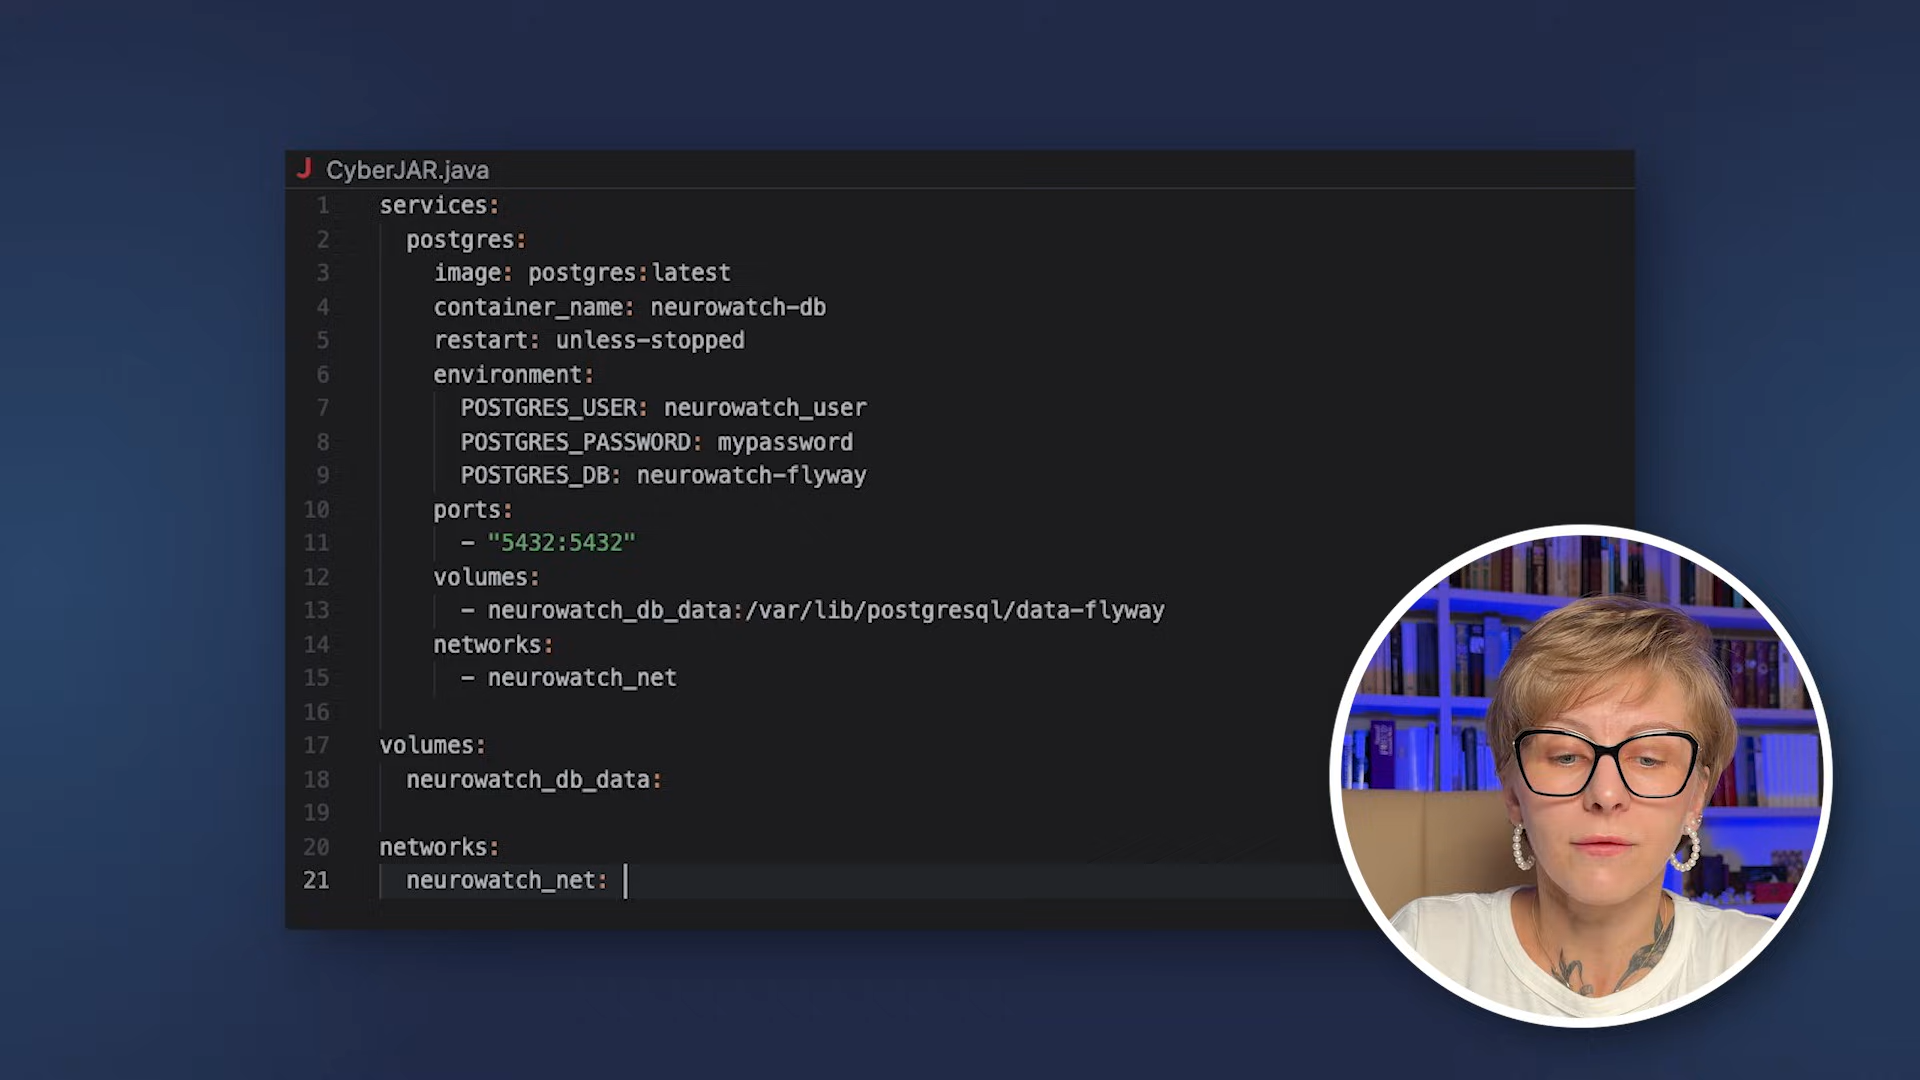 J CyberJAR.java
1 services:
2 postgres:
3 image: postgres:latest
4 container_name: neurowatch-db
5 restart: unless-stopped
6 environment:
7 POSTGRES_USER: neurowatch_user
8 POSTGRES_PASSWORD: mypassword
9 POSTGRES_DB: neurowatch-flyway
10 ports:
11 - "5432:5432"
12 volumes:
13 - neurowatch_db_data:/var/lib/postgresql/data-flyway
14 networks:
15 - neurowatch_net
16
17 volumes:
18 neurowatch_db_data:
19
20 networks:
21 neurowatch_net: